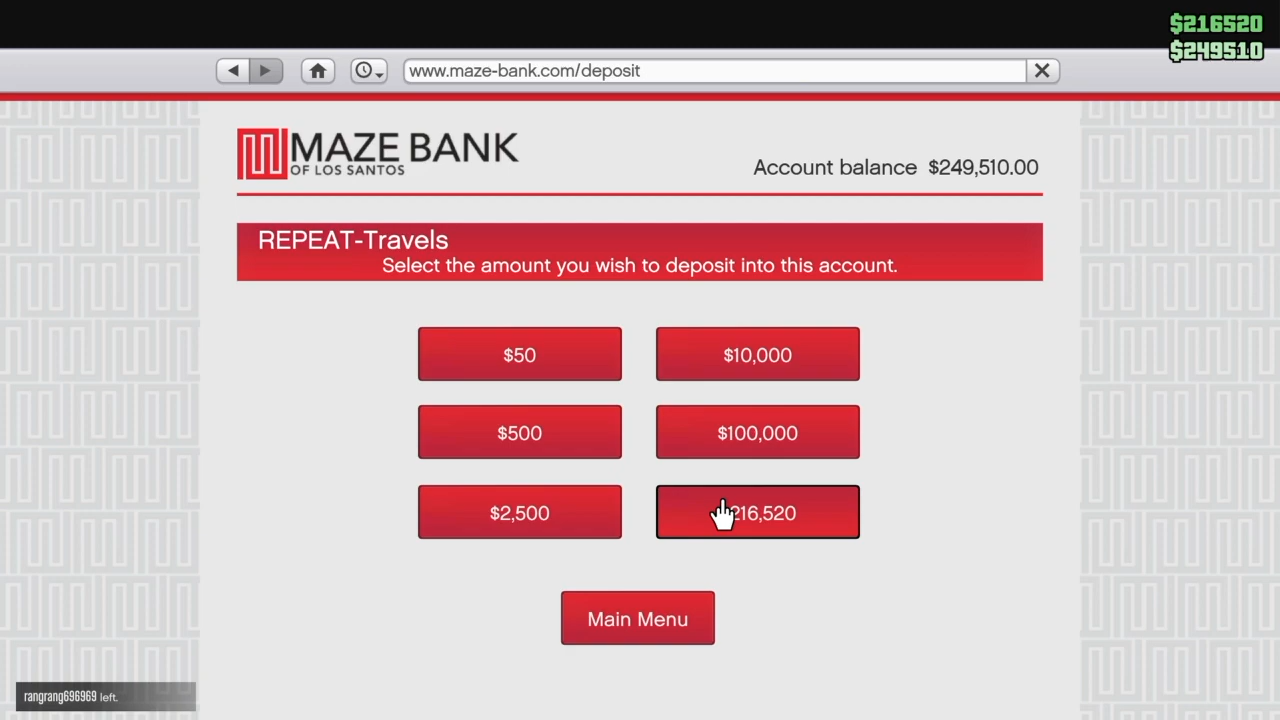 $216520
$249510
www.maze-bank.com/deposit
MAZE BANK
OF LOS SANTOS
Account balance $249,510.00
REPEAT-Travels
Select the amount you wish to deposit into this account.
$50
$10,000
$500
$100,000
$2,500
216,520
Main Menu
rangrang696969 left.